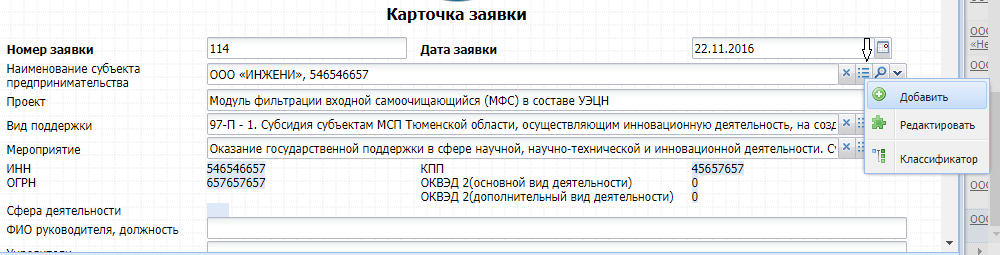 Карточка заявки
Номер заявки 114 Дата заявки 22.11.2016
Наименование субъекта предпринимательства ООО «ИНЖЕНИ», 546546657
Проект Модуль фильтрации входной самоочищающийся (МФС) в составе УЭЦН
Добавить
Вид поддержки 97-П - 1. Субсидия субъектам МСП Тюменской области, осуществляющим инновационную деятельность, на созд
Редактировать
Мероприятие Оказание государственной поддержки в сфере научной, научно-технической и инновационной деятельности. С
Классификатор
ИНН 546546657 КПП 45657657
ОГРН 657657657 ОКВЭД 2(основной вид деятельности) 0
ОКВЭД 2(дополнительный вид деятельности) 0
Сфера деятельности
ФИО руководителя, должность